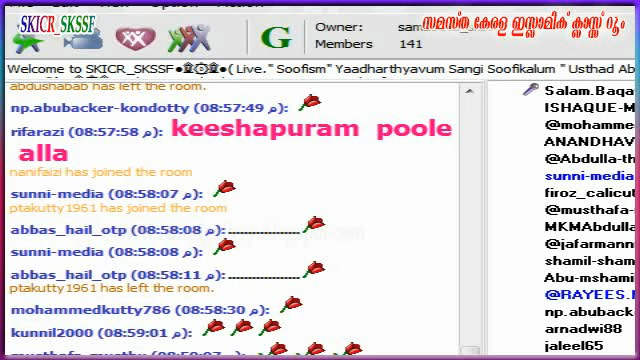 SKICR_SKSSF
സമസ്ത കേരള ഇസ്ലാമിക് ക്ലാസ്സ് റൂം
Owner:
Members 141
G
Welcome to SKICR_SKSSF ( Live." Soofism" Yaadharthyavum Sangi Soofikalum " Usthad Ab
abdushabab has left the room.
np.abubacker-kondotty (08:57:49 م):
rifarazi (08:57:58 م): keeshapuram poole
alla
nanifaizi has joined the room
sunni-media (08:58:07 م):
ptakutty1961 has joined the room
abbas_hail_otp (08:58:08 م): ..................
sunni-media (08:58:08 م):
abbas_hail_otp (08:58:11 م): ..................
ptakutty1961 has left the room.
mohammedkutty786 (08:58:30 م):
kunnil2000 (08:59:01 م):
Salam.Baqa
ISHAQUE-M
@mohamme
ANANDHAV
@Abdulla-th
sunni-media
firoz_calicut
@musthafa-
MKMAbdull
@jafarmann
shamil-sham
Abu-mshami
@RAYEES.M
np.abubacke
arnadwi88
jaleel65